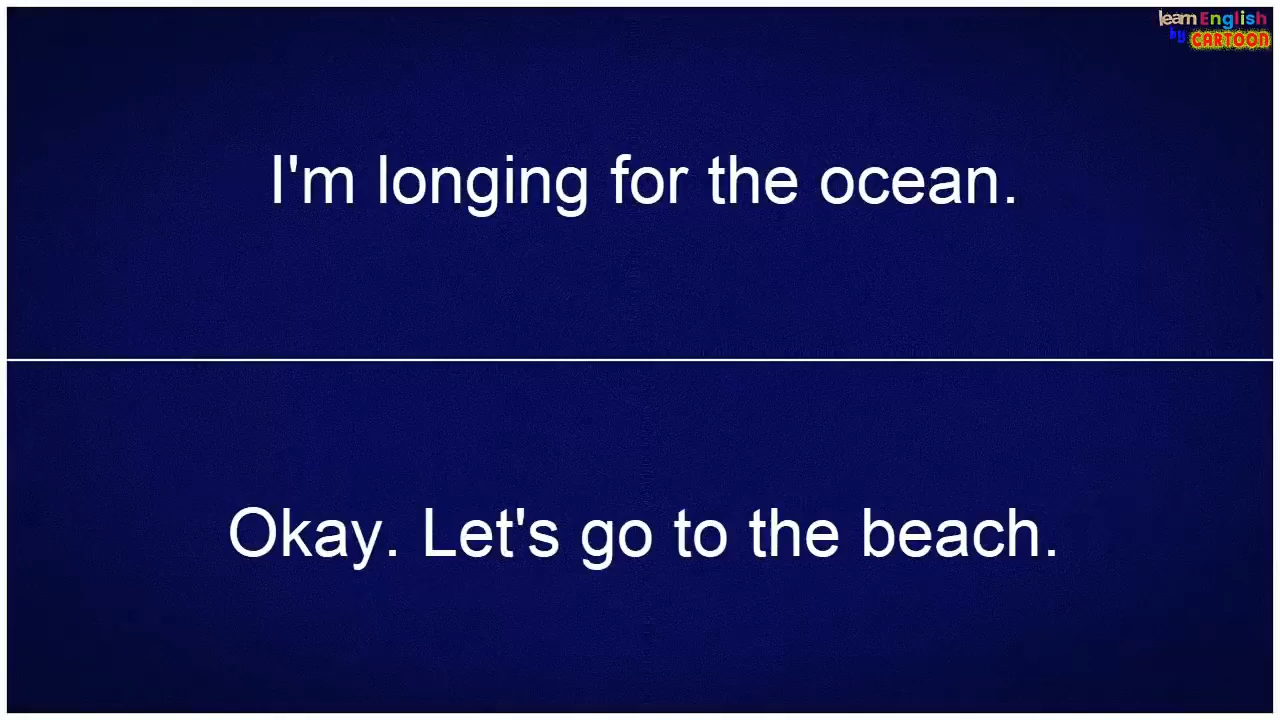 learn English
by CARTOON
I'm longing for the ocean.
Okay. Let's go to the beach.